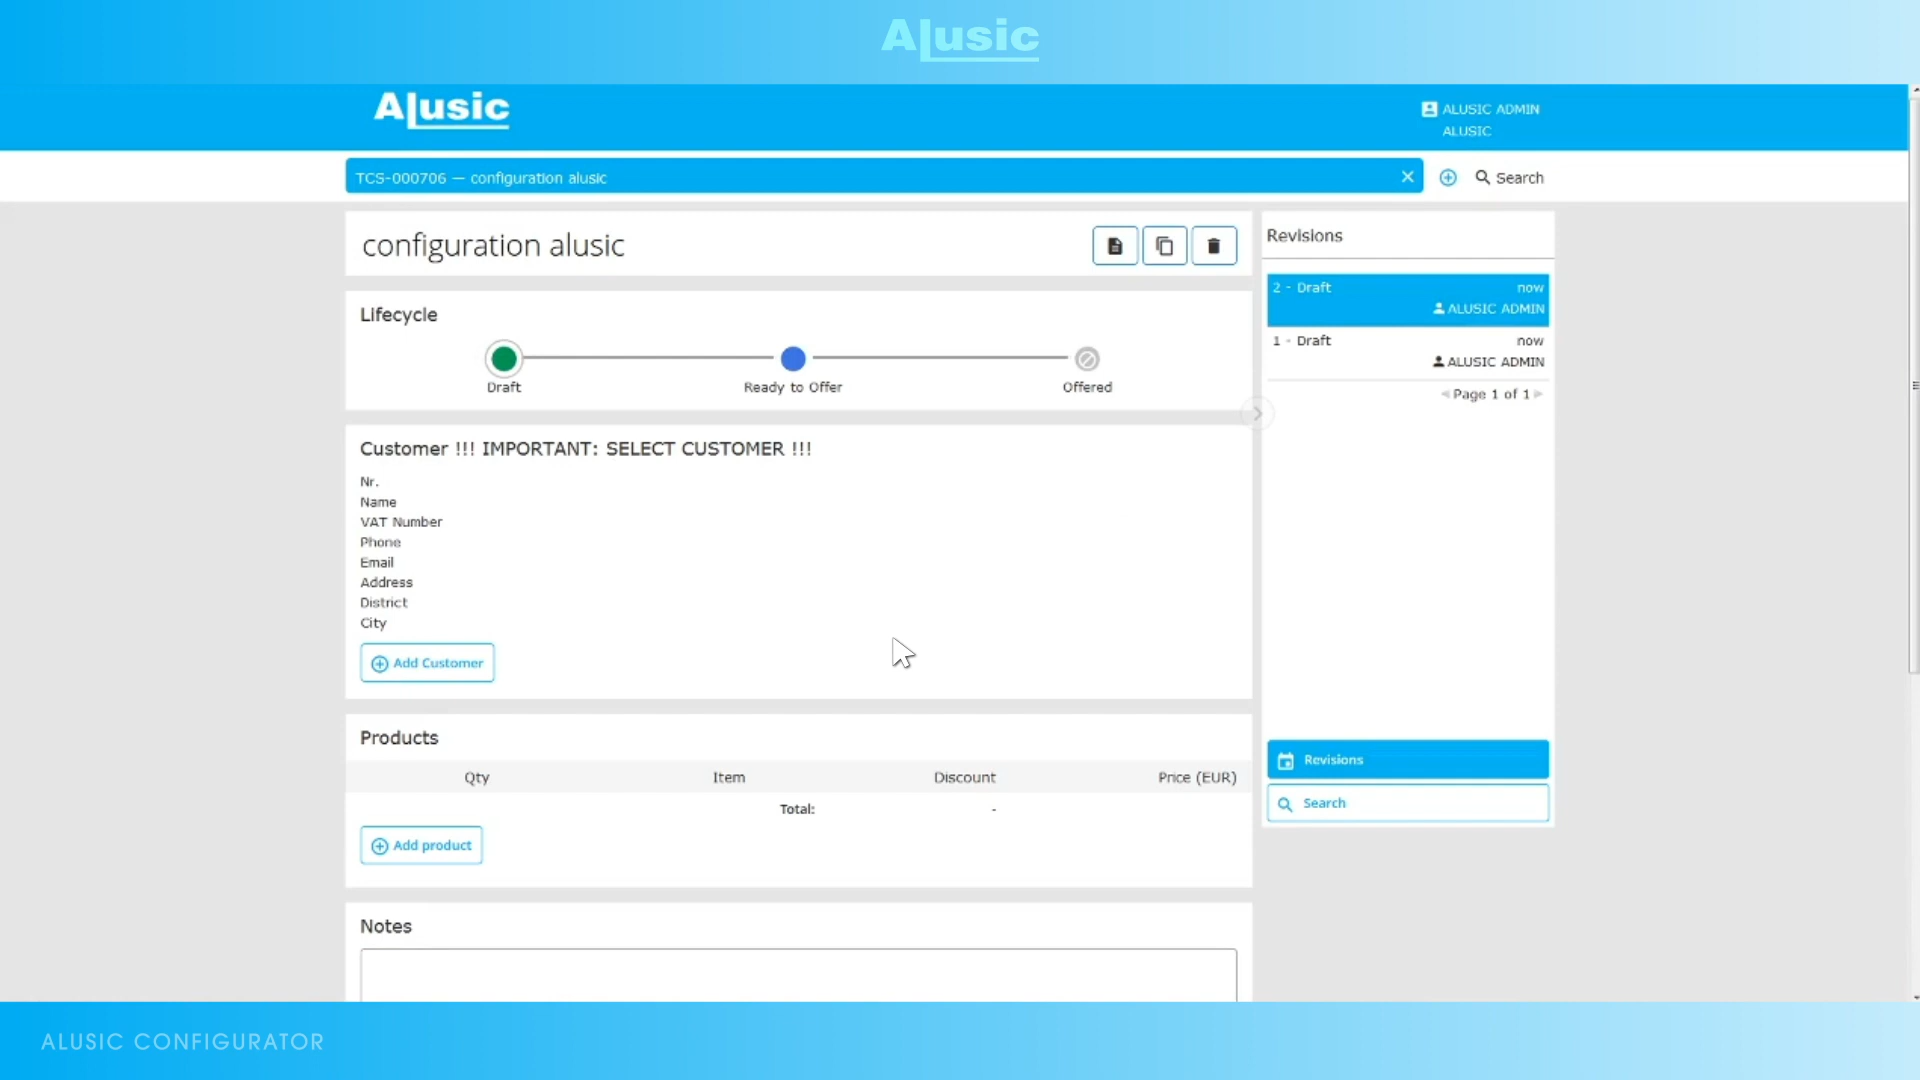 Alusic
Alusic
ALUSIC ADMIN
ALUSIC
TCS-000706 — configuration alusic
Search
configuration alusic
Revisions
2 - Draft now
ALUSIC ADMIN
1 - Draft now
ALUSIC ADMIN
Page 1 of 1
Lifecycle
Draft
Ready to Offer
Offered
Customer !!! IMPORTANT: SELECT CUSTOMER !!!
Nr.
Name
VAT Number
Phone
Email
Address
District
City
Add Customer
Products
Qty Item Discount Price (EUR)
Total: -
Add product
Revisions
Search
Notes
ALUSIC CONFIGURATOR